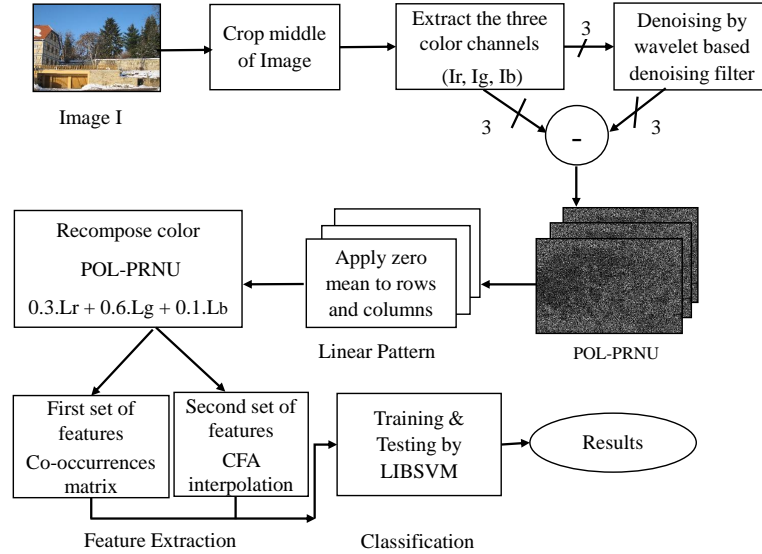 Image I
Crop middle
of Image
Extract the three
color channels
(Ir, Ig, Ib)
3
Denoising by
wavelet based
denoising filter
3
3
-
POL-PRNU
Apply zero
mean to rows
and columns
Linear Pattern
Recompose color
POL-PRNU
0.3.Lr + 0.6.Lg + 0.1.Lb
First set of
features
Co-occurrences
matrix
Second set of
features
CFA
interpolation
Feature Extraction
Training &
Testing by
LIBSVM
Classification
Results